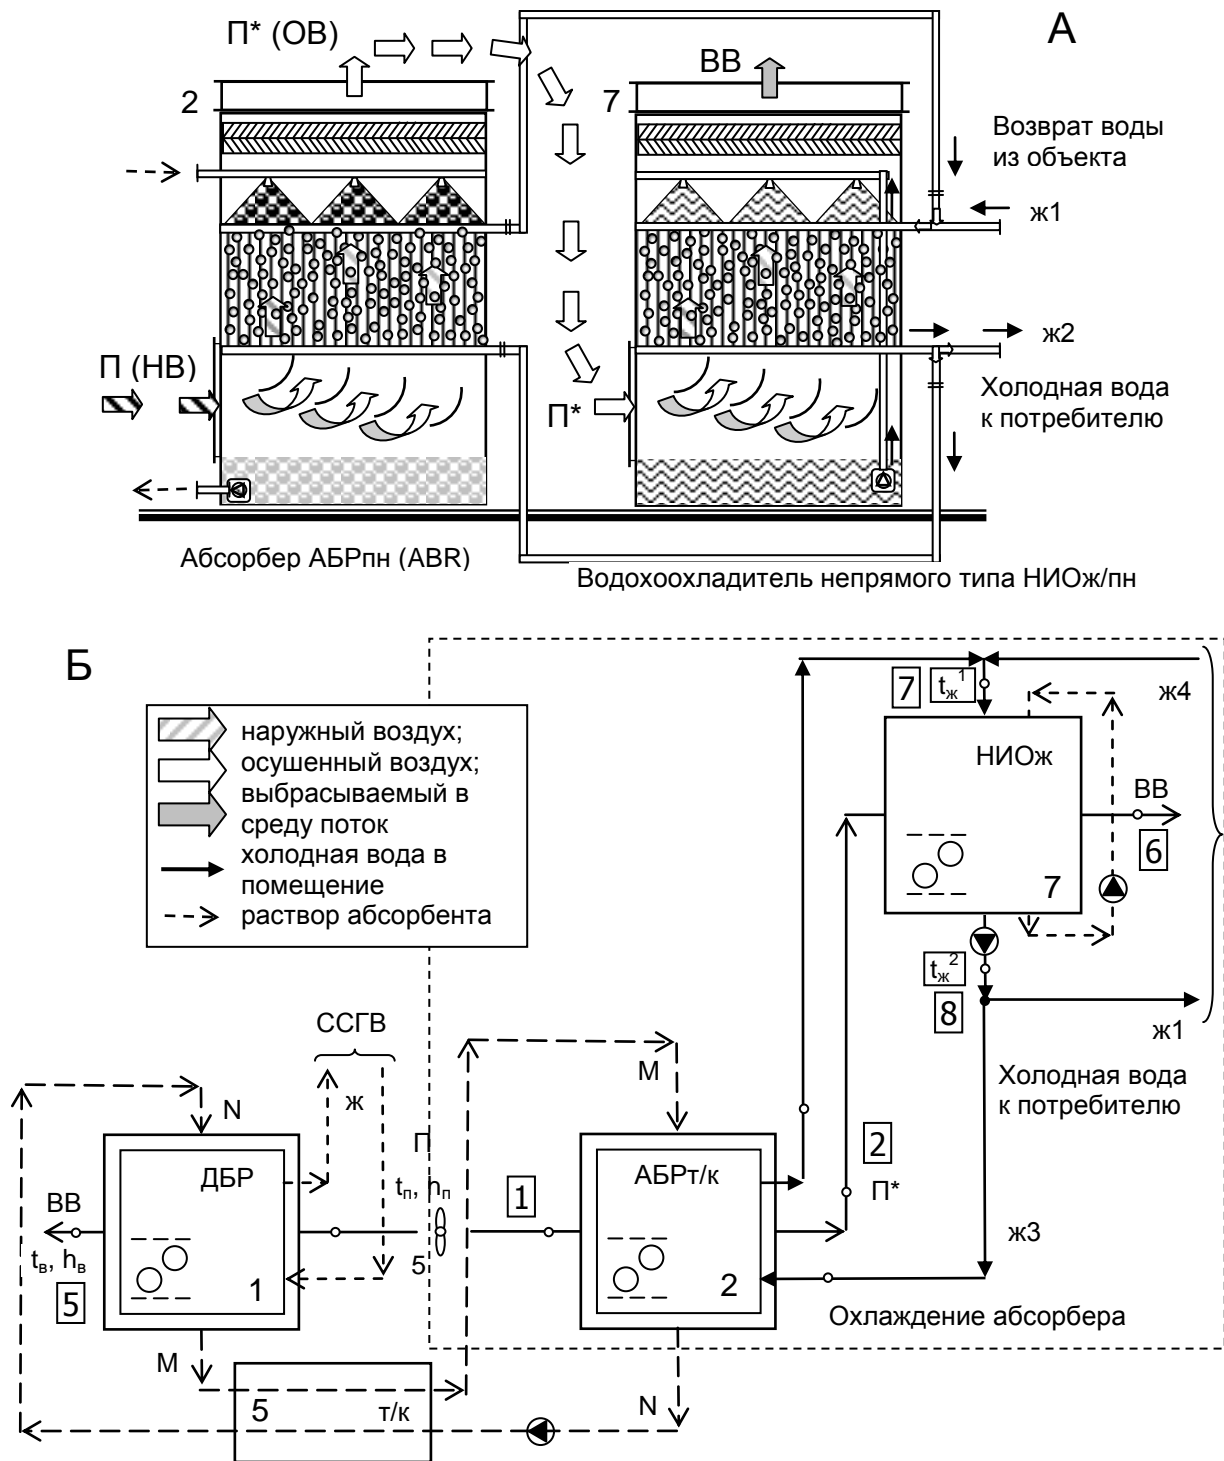 А
П* (ОВ)
ВВ
2
7
Возврат воды
из объекта
ж1
ж2
П (НВ)
П*
Холодная вода
к потребителю
Абсорбер АБРпн (ABR)
Водохоохладитель непрямого типа НИОж/пн
Б
наружный воздух;
осушенный воздух;
выбрасываемый в
среду поток
холодная вода в
помещение
раствор абсорбента
7
tж1
ж4
НИОж
ВВ
6
7
tж2
8
ж1
Холодная вода
к потребителю
ССГВ
М
N
ж
П
2
ДБР
АБРт/к
П*
ВВ
tп, hп
1
ж3
tв, hв
5
1
5
2
Охлаждение абсорбера
М
5
т/к
N